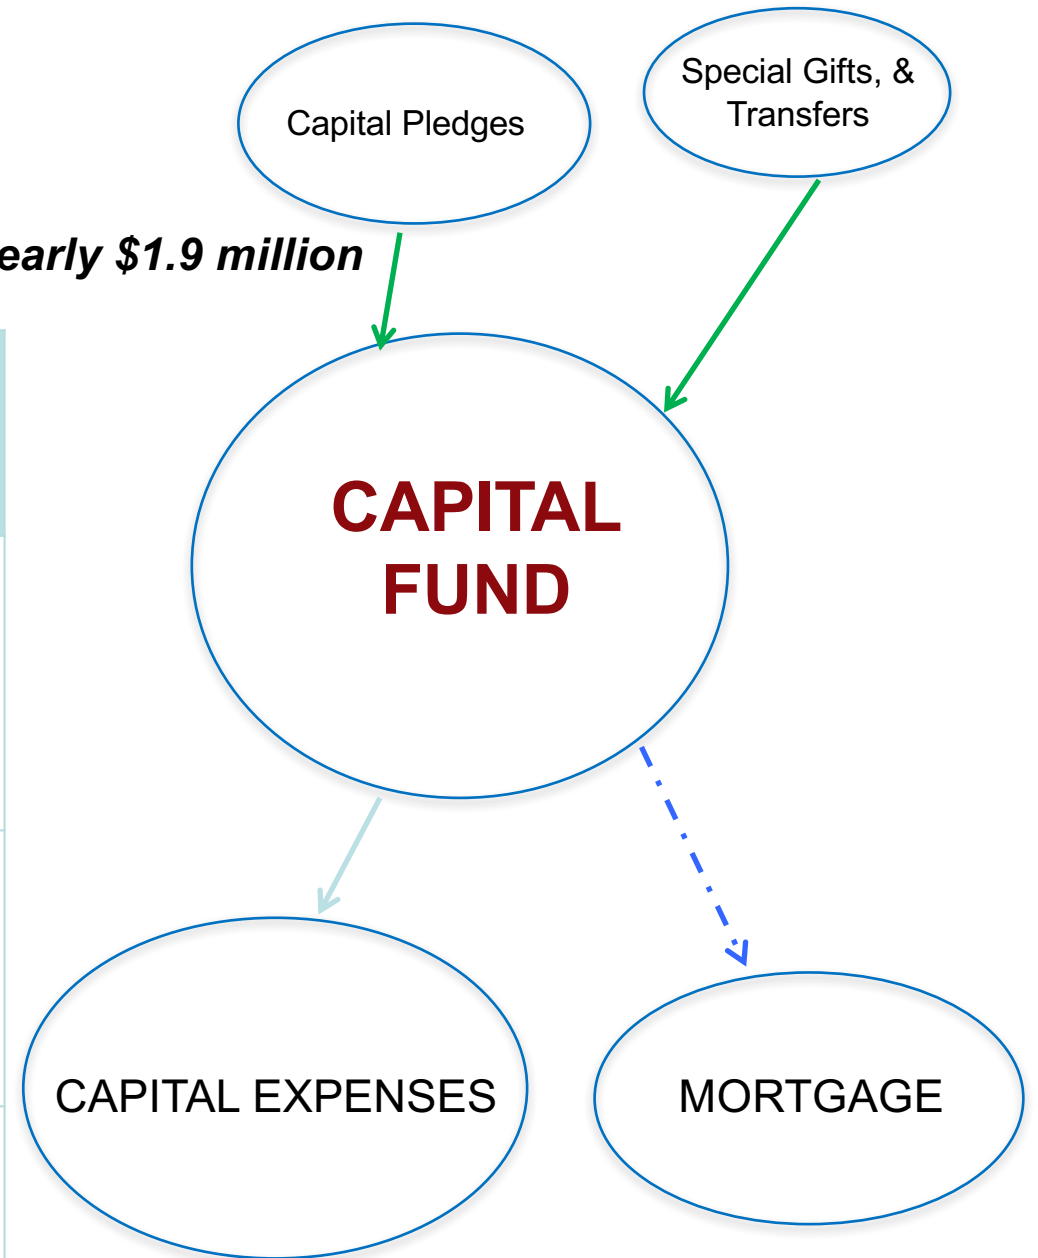 Special Gifts, &
Transfers
Capital Pledges
early $1.9 million
CAPITAL
FUND
CAPITAL EXPENSES
MORTGAGE